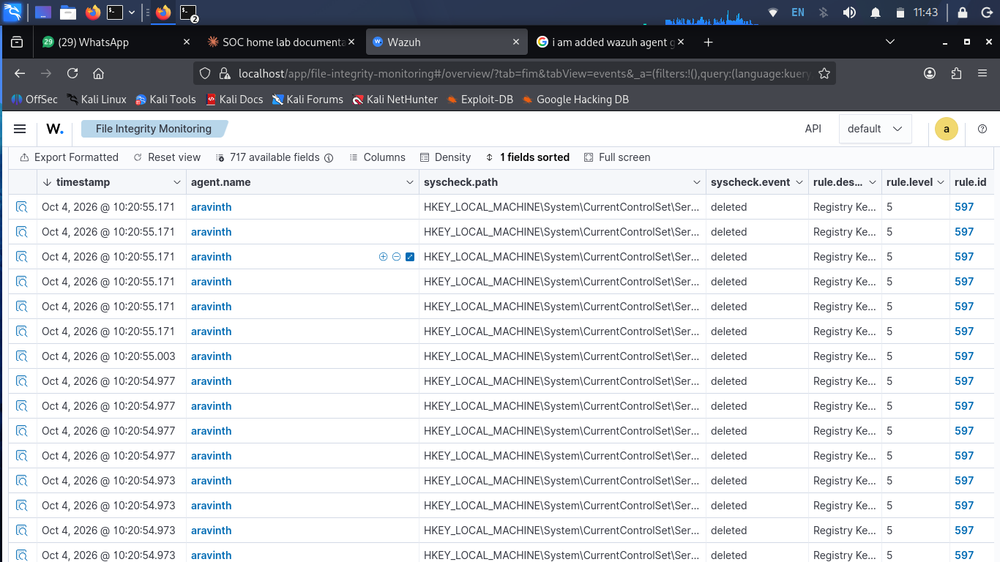 2
EN
11:43
29
(29) WhatsApp
SOC home lab documenta
Wazuh
i am added wazuh agent g
localhost/app/file-integrity-monitoring#/overview/?tab=fim&tabView=events&_a=(filters:!(),query:(language:kuery
OffSec
Kali Linux
Kali Tools
Kali Docs
Kali Forums
Kali NetHunter
Exploit-DB
Google Hacking DB
W.
File Integrity Monitoring
API
default
a
Export Formatted
Reset view
717 available fields
Columns
Density
1 fields sorted
Full screen
timestamp agent.name syscheck.path syscheck.event rule.des... rule.level rule.id
Oct 4, 2026 @ 10:20:55.171 aravinth HKEY_LOCAL_MACHINE\System\CurrentControlSet\Ser... deleted Registry Ke... 5 597
Oct 4, 2026 @ 10:20:55.171 aravinth HKEY_LOCAL_MACHINE\System\CurrentControlSet\Ser... deleted Registry Ke... 5 597
Oct 4, 2026 @ 10:20:55.171 aravinth HKEY_LOCAL_MACHINE\System\CurrentControlSet\Ser... deleted Registry Ke... 5 597
Oct 4, 2026 @ 10:20:55.171 aravinth HKEY_LOCAL_MACHINE\System\CurrentControlSet\Ser... deleted Registry Ke... 5 597
Oct 4, 2026 @ 10:20:55.171 aravinth HKEY_LOCAL_MACHINE\System\CurrentControlSet\Ser... deleted Registry Ke... 5 597
Oct 4, 2026 @ 10:20:55.171 aravinth HKEY_LOCAL_MACHINE\System\CurrentControlSet\Ser... deleted Registry Ke... 5 597
Oct 4, 2026 @ 10:20:55.003 aravinth HKEY_LOCAL_MACHINE\System\CurrentControlSet\Ser... deleted Registry Ke... 5 597
Oct 4, 2026 @ 10:20:54.977 aravinth HKEY_LOCAL_MACHINE\System\CurrentControlSet\Ser... deleted Registry Ke... 5 597
Oct 4, 2026 @ 10:20:54.977 aravinth HKEY_LOCAL_MACHINE\System\CurrentControlSet\Ser... deleted Registry Ke... 5 597
Oct 4, 2026 @ 10:20:54.977 aravinth HKEY_LOCAL_MACHINE\System\CurrentControlSet\Ser... deleted Registry Ke... 5 597
Oct 4, 2026 @ 10:20:54.977 aravinth HKEY_LOCAL_MACHINE\System\CurrentControlSet\Ser... deleted Registry Ke... 5 597
Oct 4, 2026 @ 10:20:54.973 aravinth HKEY_LOCAL_MACHINE\System\CurrentControlSet\Ser... deleted Registry Ke... 5 597
Oct 4, 2026 @ 10:20:54.973 aravinth HKEY_LOCAL_MACHINE\System\CurrentControlSet\Ser... deleted Registry Ke... 5 597
Oct 4, 2026 @ 10:20:54.973 aravinth HKEY_LOCAL_MACHINE\System\CurrentControlSet\Ser... deleted Registry Ke... 5 597
Oct 4, 2026 @ 10:20:54.973 aravinth HKEY_LOCAL_MACHINE\System\CurrentControlSet\Ser... deleted Registry Ke... 5 597